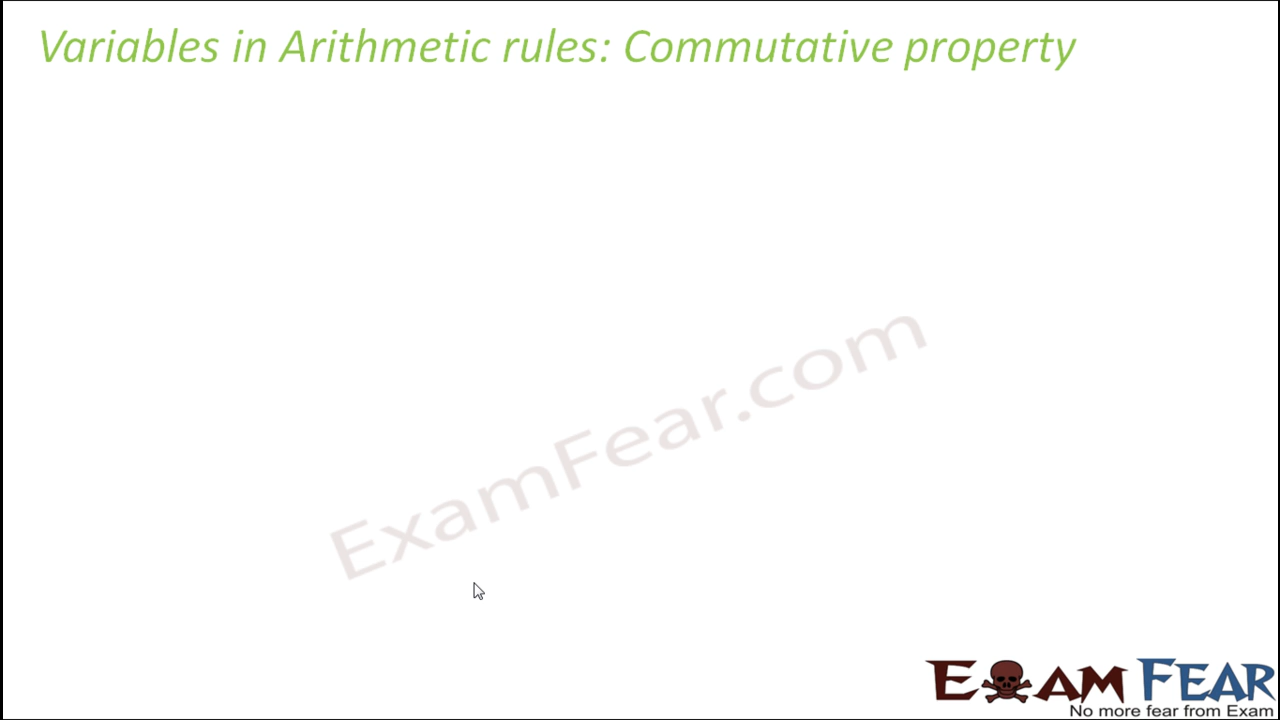 Variables in Arithmetic rules: Commutative property
ExamFear.com
EXAM FEAR
No more fear from Exam